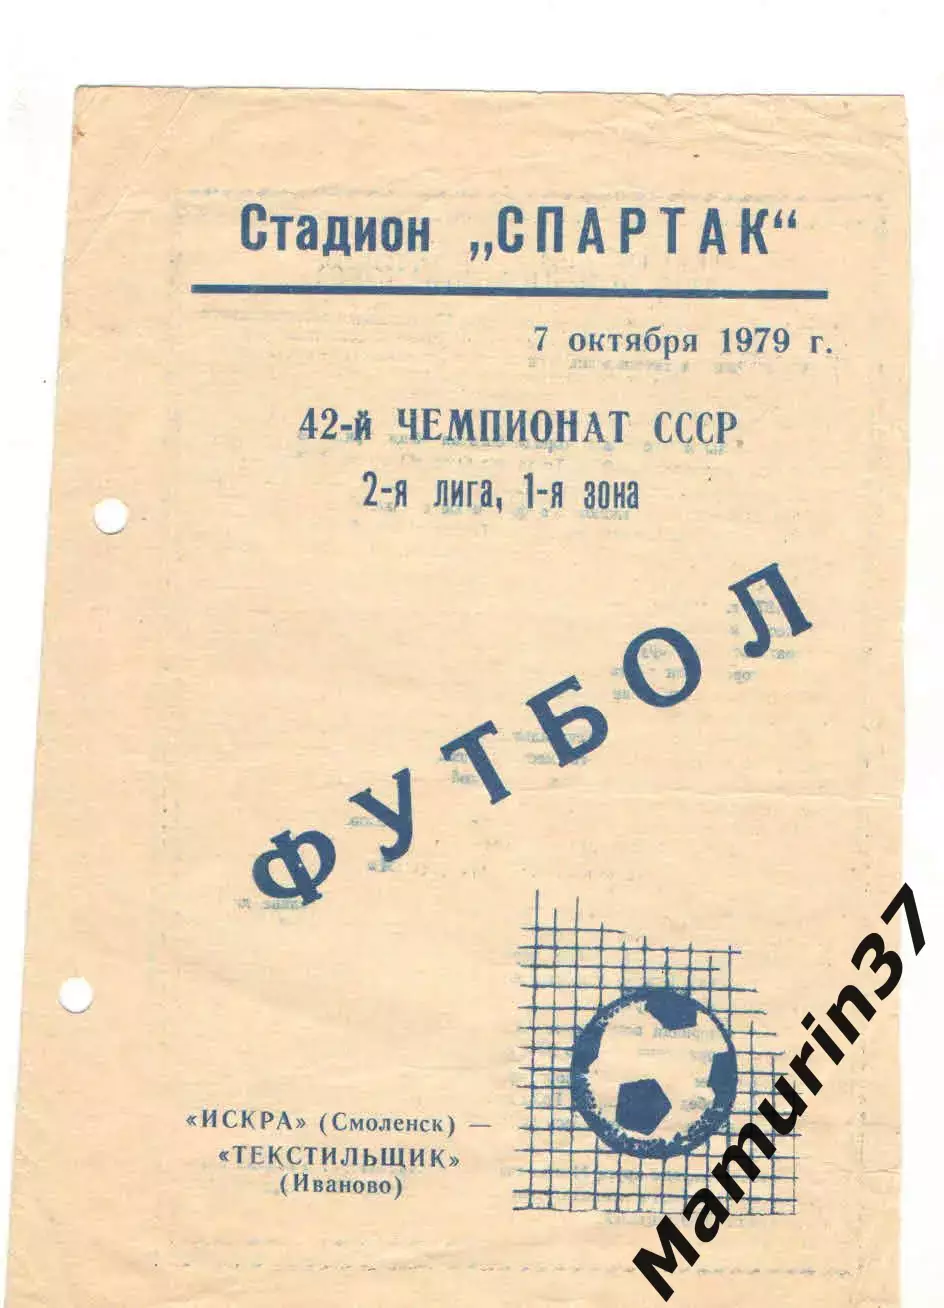 Стадион „СПАРТАК“
7 октября 1979 г.
42-й ЧЕМПИОНАТ СССР
2-я лига, 1-я зона
ФУТБОЛ
«ИСКРА» (Смоленск) —
«ТЕКСТИЛЬЩИК»
(Иваново)
Mamurin37